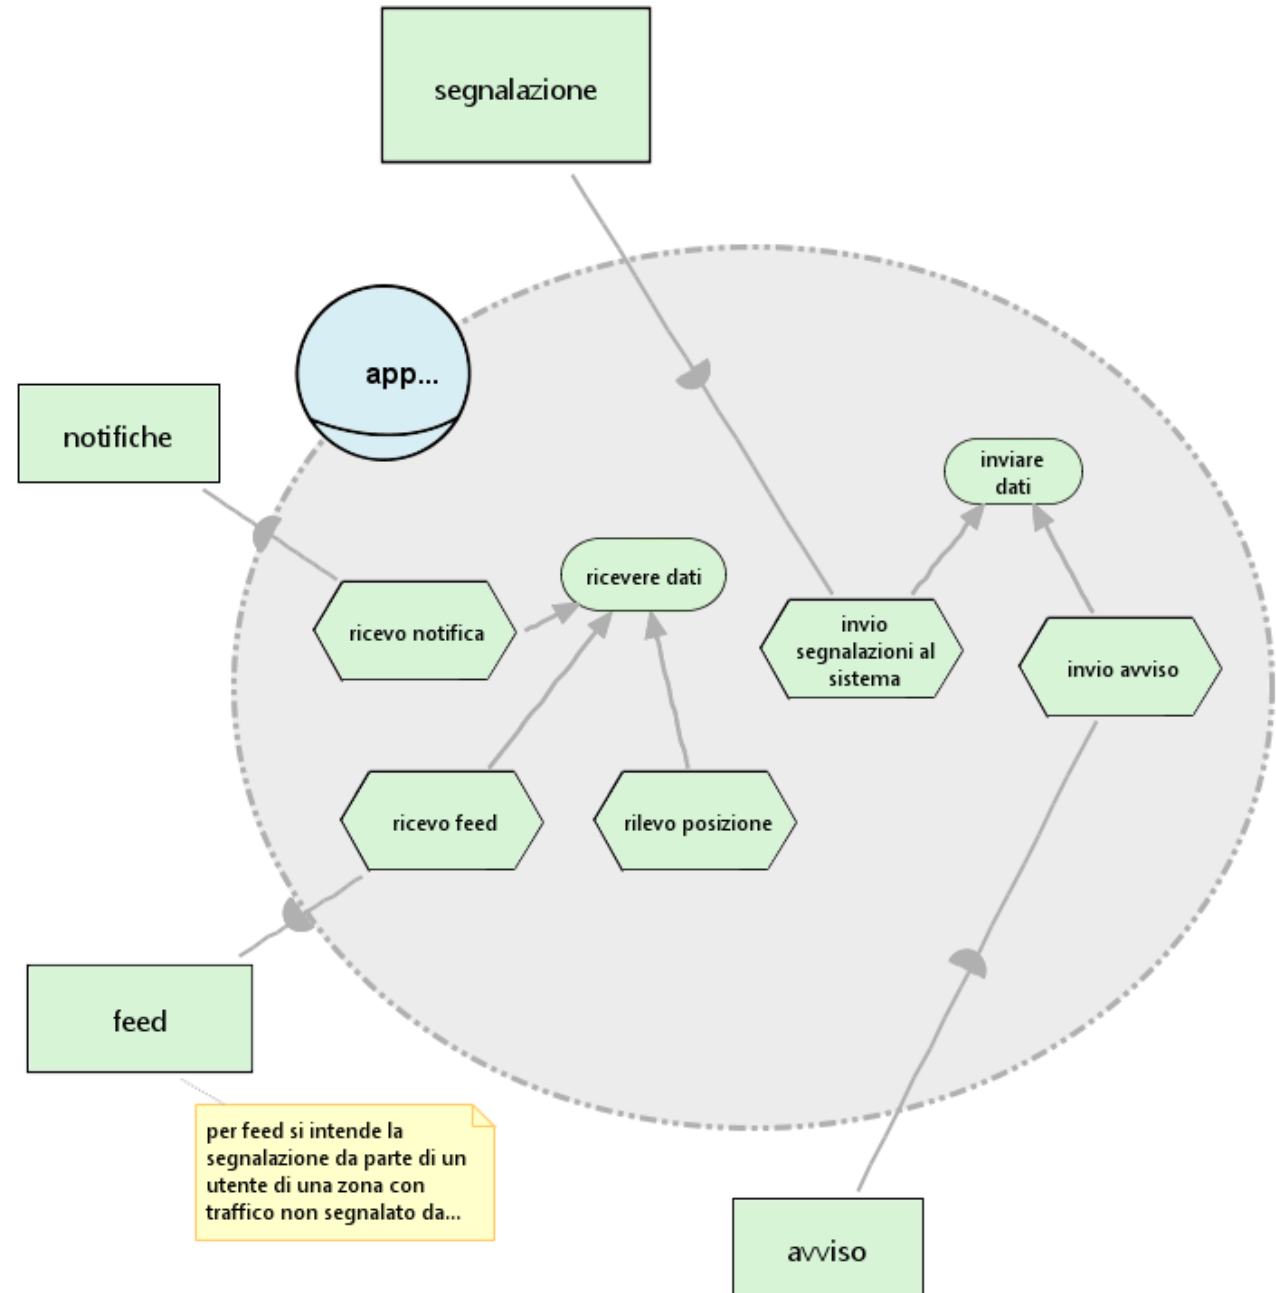 segnalazione
app...
notifiche
inviare
dati
ricevere dati
ricevo notifica
invio
segnalazioni al
sistema
invio avviso
ricevo feed
rilevo posizione
feed
per feed si intende la
segnalazione da parte di un
utente di una zona con
traffico non segnalato da...
avviso